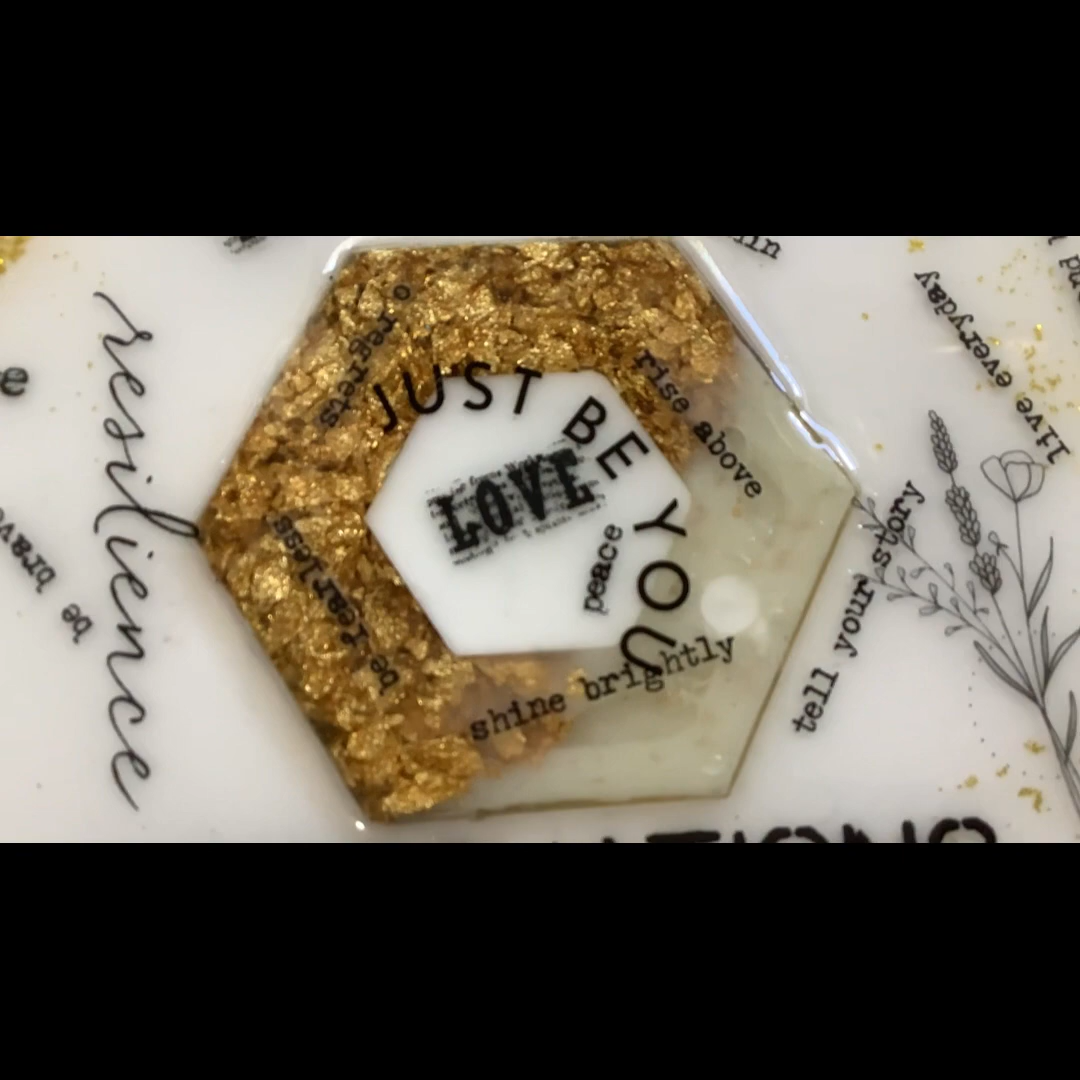 resilience
be brave
o regrets
JUST BE YOU
rise above
LOVE
peace
be fearless
shine brightly
tell your story
live everyday